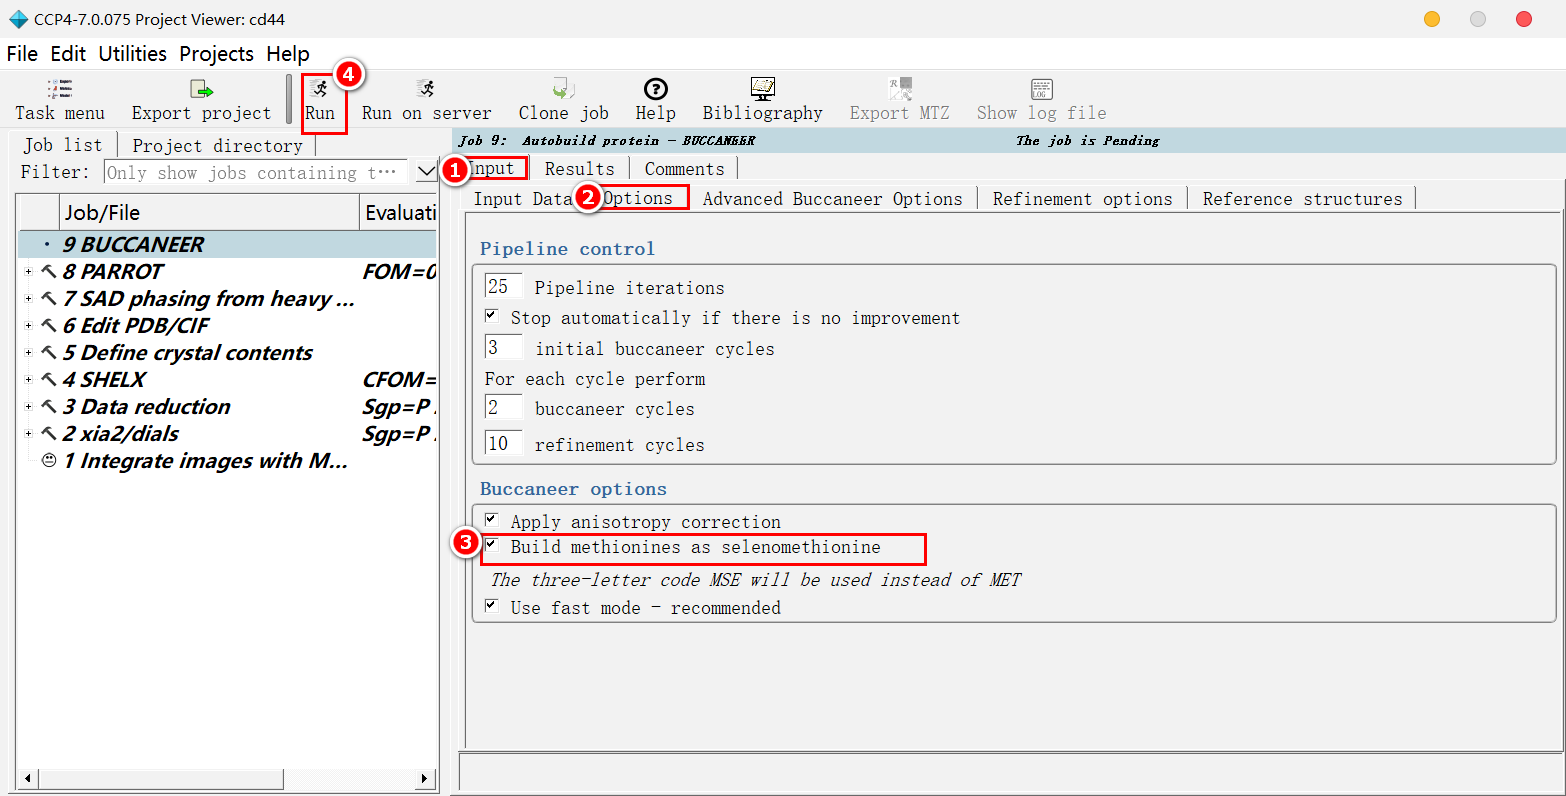 CCP4-7.0.075 Project Viewer: cd44
File Edit Utilities Projects Help
4
Task menu Export project Run Run on server Clone job Help Bibliography Export MTZ Show log file
Job list Project directory
Filter: Only show jobs containing t···
Job/File Evaluati
9 BUCCANEER
8 PARROT FOM=0
7 SAD phasing from heavy ...
6 Edit PDB/CIF
5 Define crystal contents
4 SHELX CFOM=
3 Data reduction Sgp=P
2 xia2/dials Sgp=P
1 Integrate images with M...
Job 9: Autobuild protein - BUCCANEER The job is Pending
1 Input Results Comments
Input Data 2 Options Advanced Buccaneer Options Refinement options Reference structures
Pipeline control
25 Pipeline iterations
Stop automatically if there is no improvement
3 initial buccaneer cycles
For each cycle perform
2 buccaneer cycles
10 refinement cycles
Buccaneer options
Apply anisotropy correction
3 Build methionines as selenomethionine
The three-letter code MSE will be used instead of MET
Use fast mode - recommended